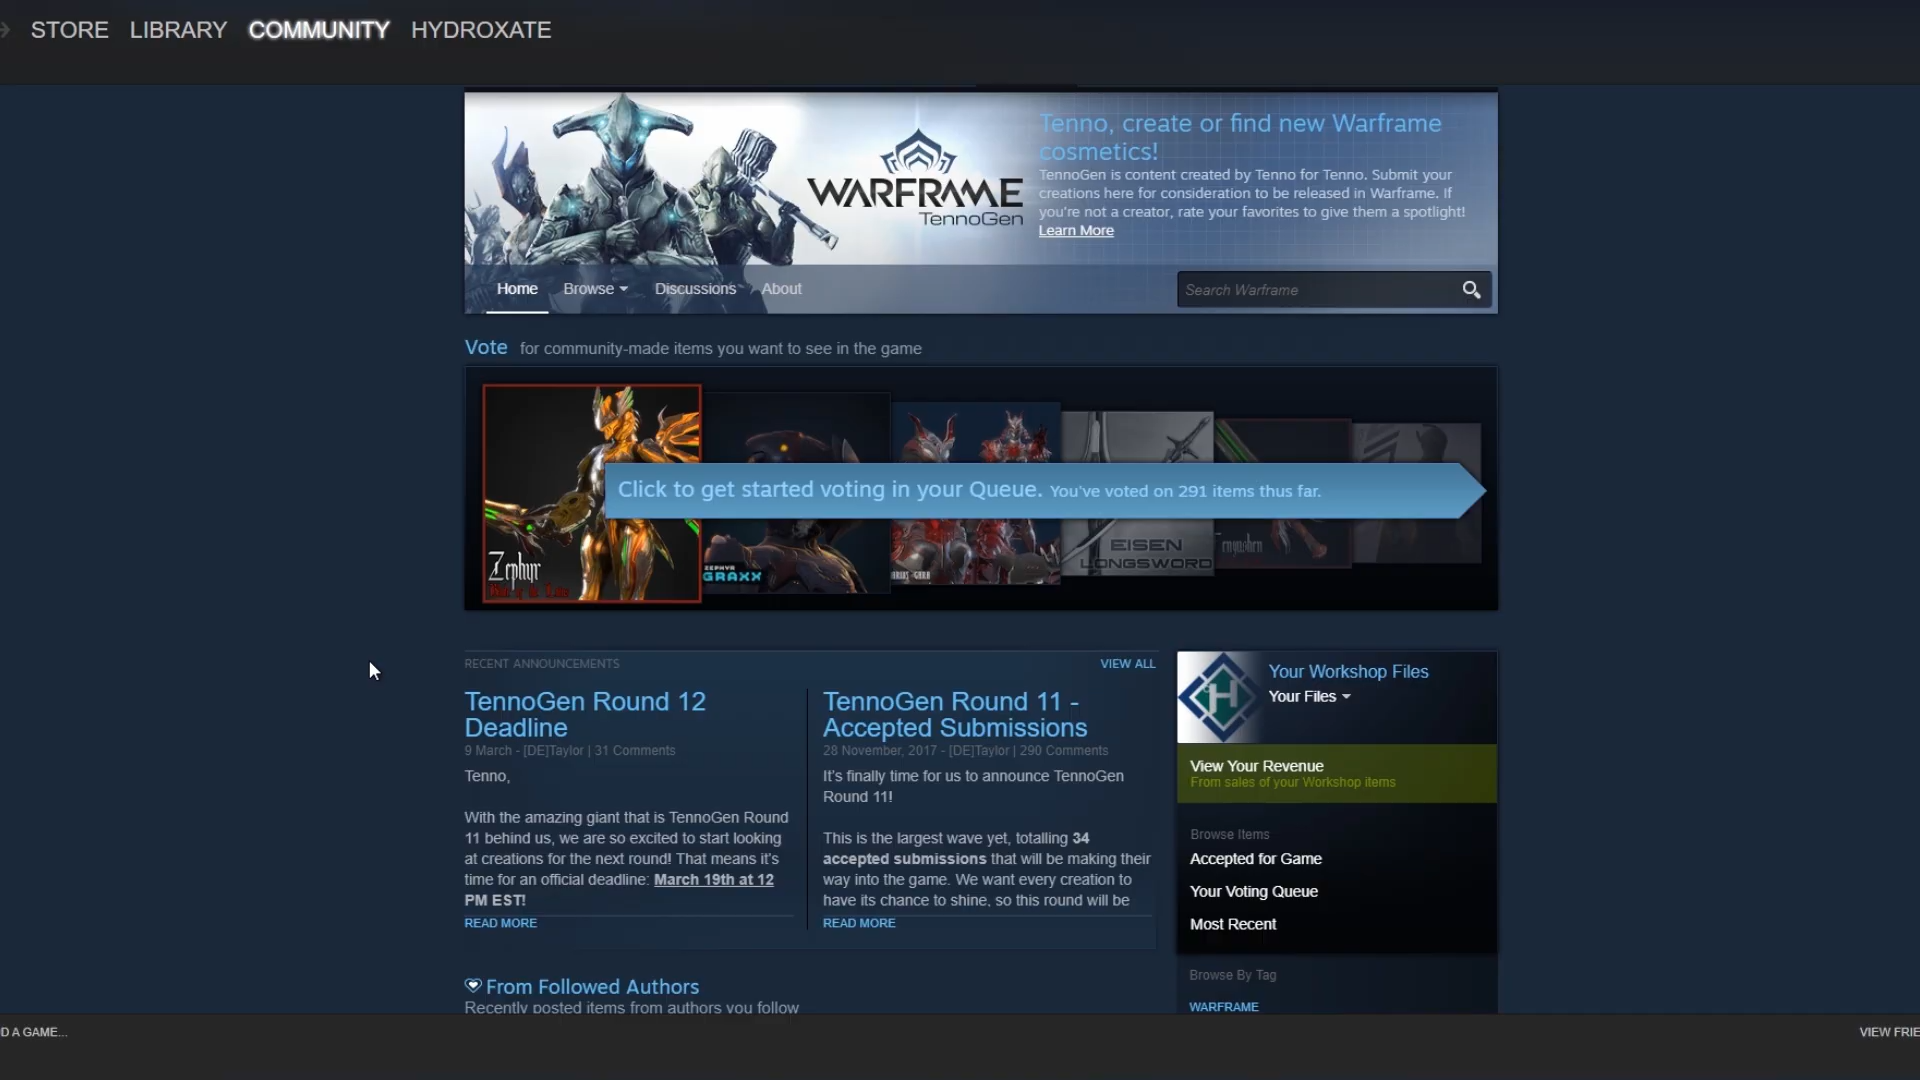 STORE LIBRARY COMMUNITY HYDROXATE
WARFRAME
TennoGen
Tenno, create or find new Warframe
cosmetics!
TennoGen is content created by Tenno for Tenno. Submit your
creations here for consideration to be released in Warframe. If
you're not a creator, rate your favorites to give them a spotlight!
Learn More
Home Browse Discussions About
Search Warframe
Vote for community-made items you want to see in the game
Click to get started voting in your Queue. You've voted on 291 items thus far.
Zephyr
ZEPHYR
GRAXX
EISEN
LONGSWORD
RECENT ANNOUNCEMENTS
VIEW ALL
TennoGen Round 12
Deadline
9 March - [DE]Taylor | 31 Comments
Tenno,
With the amazing giant that is TennoGen Round
11 behind us, we are so excited to start looking
at creations for the next round! That means it's
time for an official deadline: March 19th at 12
PM EST!
READ MORE
TennoGen Round 11 -
Accepted Submissions
28 November, 2017 - [DE]Taylor | 290 Comments
It's finally time for us to announce TennoGen
Round 11!
This is the largest wave yet, totalling 34
accepted submissions that will be making their
way into the game. We want every creation to
have its chance to shine, so this round will be
READ MORE
Your Workshop Files
Your Files
View Your Revenue
From sales of your Workshop items
Browse Items
Accepted for Game
Your Voting Queue
Most Recent
Browse By Tag
WARFRAME
From Followed Authors
Recently posted items from authors you follow
D A GAME...
VIEW FRIE